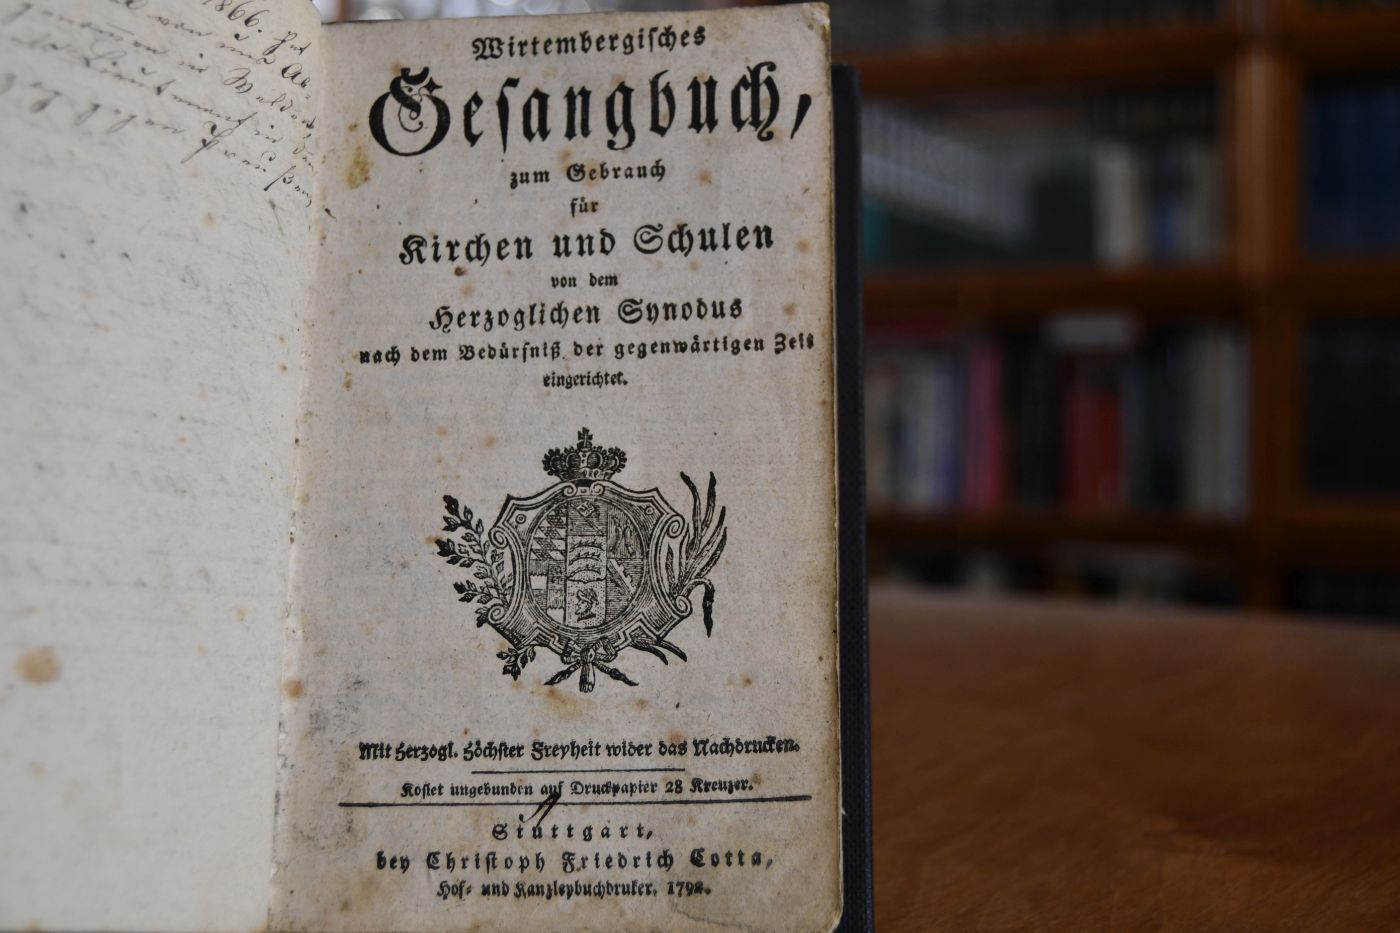 1866.
Wirtembergisches
Gesangbuch,
zum Gebrauch
für
Kirchen und Schulen
von dem
Herzoglichen Synodus
nach dem Bedürfniß der gegenwärtigen Zeit
eingerichtet.
Mit Herzogl. Höchster Freyheit wider das Nachdrucken.
Kostet ungebunden auf Druckpapier 28 Kreuzer.
Stuttgart,
bey Christoph Friedrich Cotta,
Hof- und Kanzleybuchdruker.